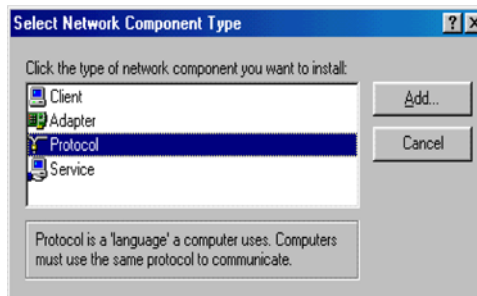 Select Network Component Type
Click the type of network component you want to install:
Client
Adapter
Protocol
Service
Add...
Cancel
Protocol is a 'language' a computer uses. Computers
must use the same protocol to communicate.